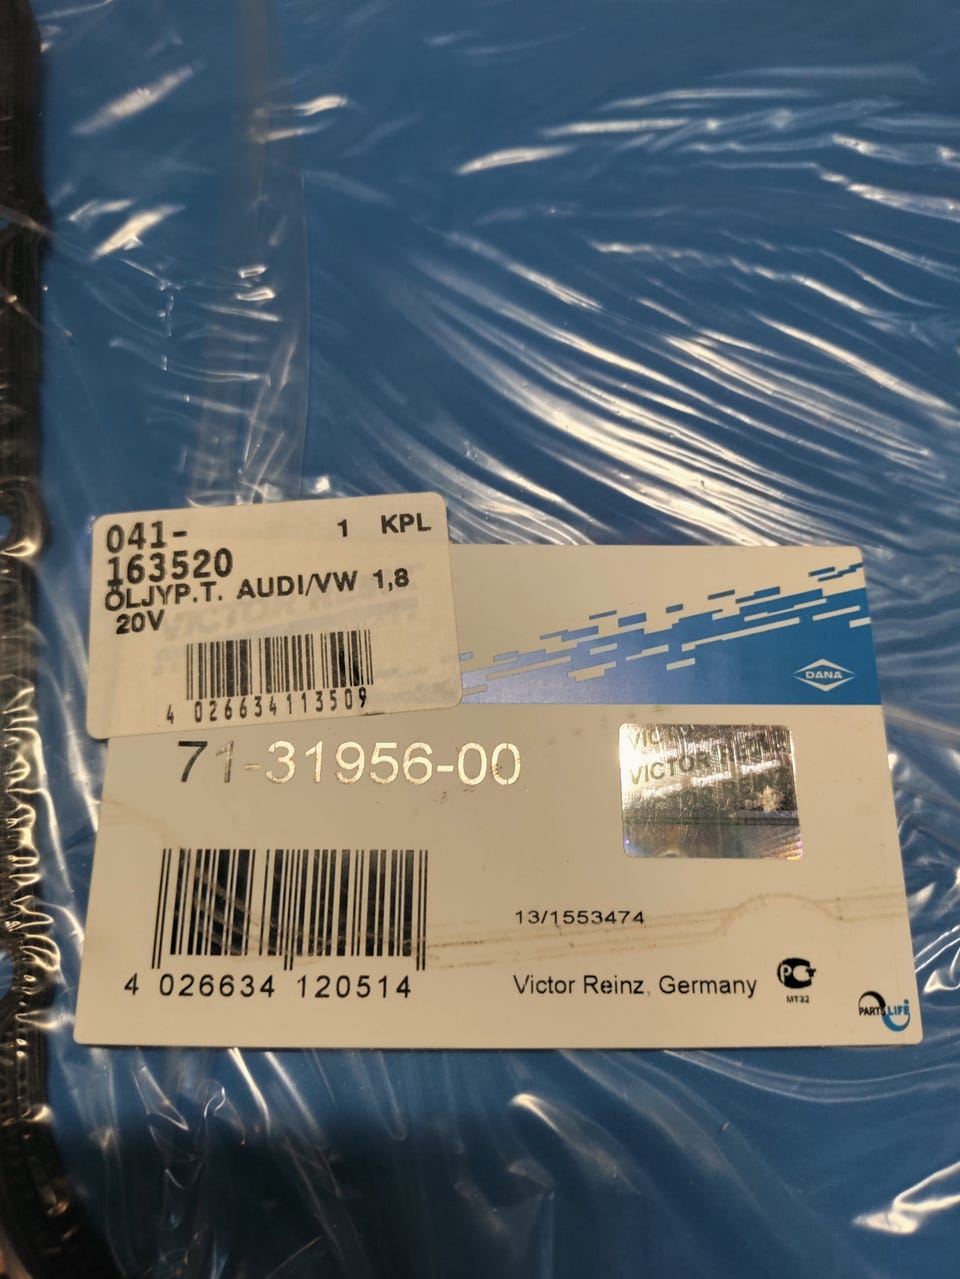 041- 1 KPL
163520
ÖLJYP.T. AUDI/VW 1,8
20V
4 026634 113509
DANA
71-31956-00
VICTOR REINZ
13/1553474
4 026634 120514
Victor Reinz, Germany
PCT
MT32
PARTS LIFE